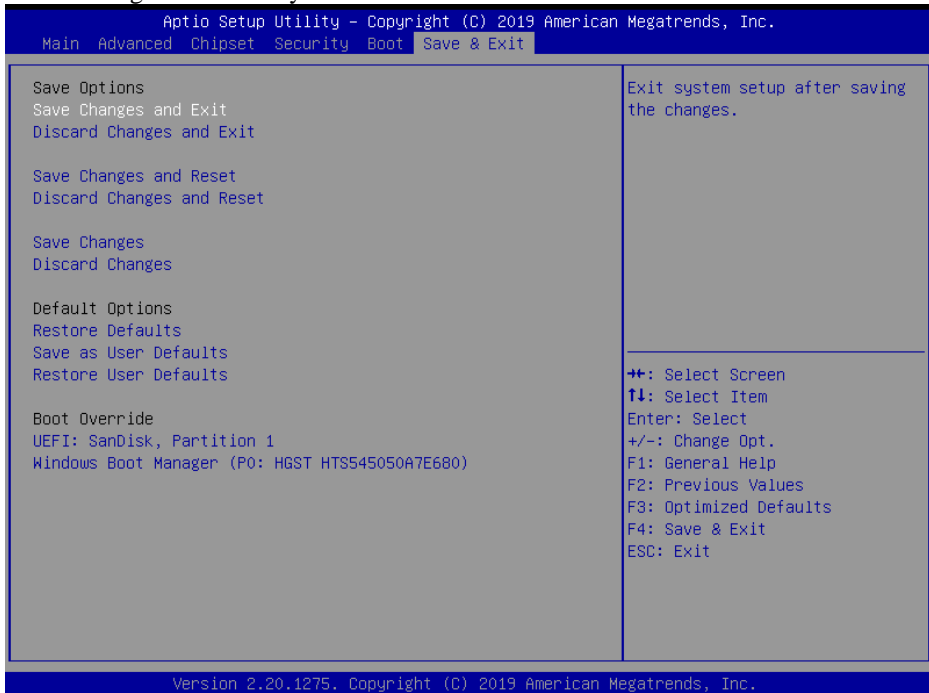 Aptio Setup Utility – Copyright (C) 2019 American Megatrends, Inc.
Main Advanced Chipset Security Boot Save & Exit
Save Options
Save Changes and Exit
Discard Changes and Exit
Save Changes and Reset
Discard Changes and Reset
Save Changes
Discard Changes
Default Options
Restore Defaults
Save as User Defaults
Restore User Defaults
Boot Override
UEFI: SanDisk, Partition 1
Windows Boot Manager (P0: HGST HTS545050A7E680)
Exit system setup after saving
the changes.
→←: Select Screen
↑↓: Select Item
Enter: Select
+/-: Change Opt.
F1: General Help
F2: Previous Values
F3: Optimized Defaults
F4: Save & Exit
ESC: Exit
Version 2.20.1275. Copyright (C) 2019 American Megatrends, Inc.